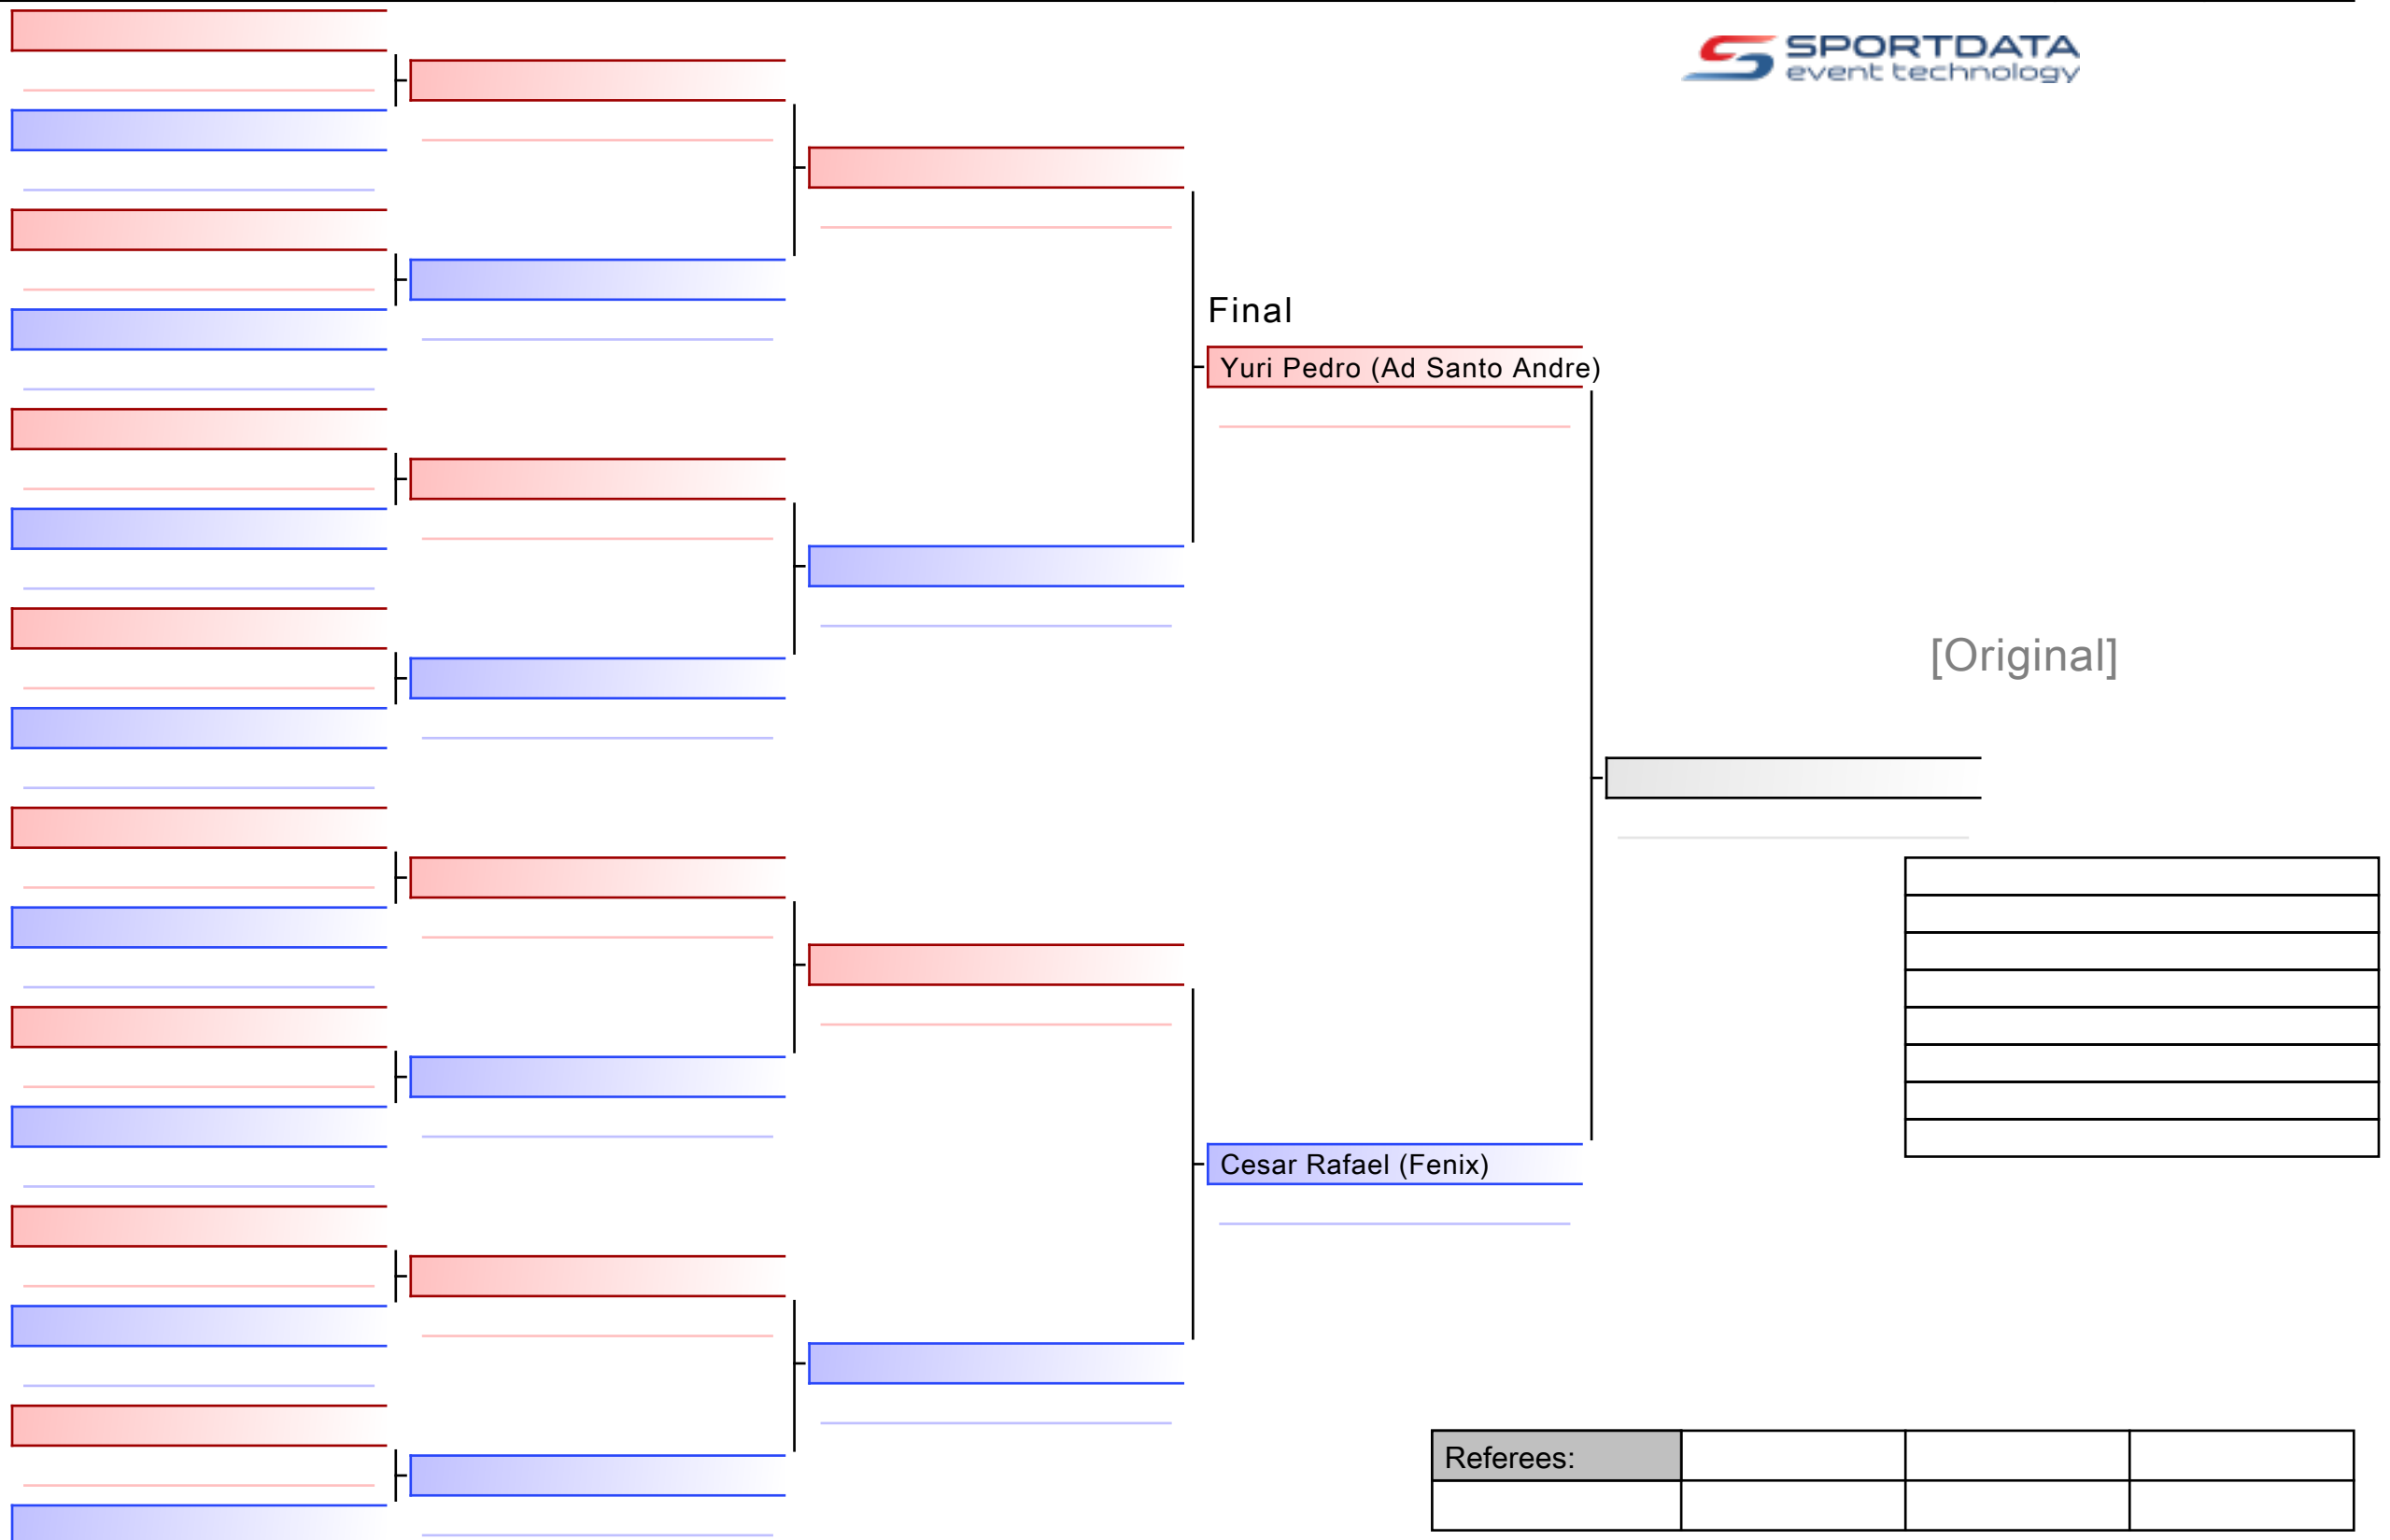 SPORTDATA
event technology
Final
Yuri Pedro (Ad Santo Andre)
[Original]
Cesar Rafael (Fenix)
Referees: